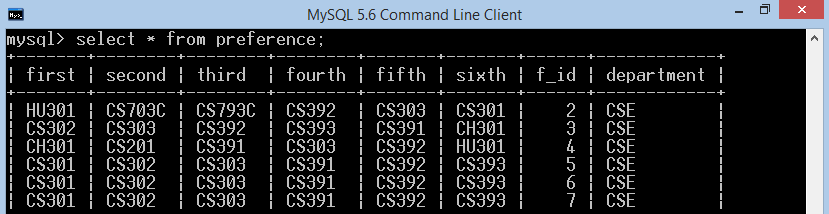 MySQL 5.6 Command Line Client
mysql> select * from preference;
+-------+--------+--------+--------+-------+-------+------+------------+
| first | second | third  | fourth | fifth | sixth | f_id | department |
+-------+--------+--------+--------+-------+-------+------+------------+
| HU301 | CS703C | CS793C | CS392  | CS303 | CS301 |    2 | CSE        |
| CS302 | CS303  | CS392  | CS393  | CS391 | CH301 |    3 | CSE        |
| CH301 | CS201  | CS391  | CS303  | CS392 | HU301 |    4 | CSE        |
| CS301 | CS302  | CS303  | CS391  | CS392 | CS393 |    5 | CSE        |
| CS301 | CS302  | CS303  | CS391  | CS392 | CS393 |    6 | CSE        |
| CS301 | CS302  | CS303  | CS391  | CS392 | CS393 |    7 | CSE        |